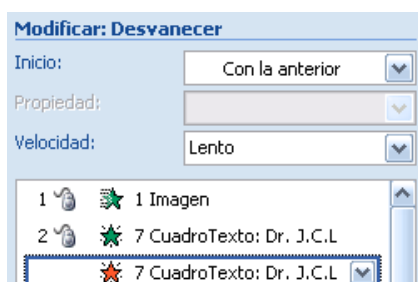 Modificar: Desvanecer
Inicio: Con la anterior
Propiedad:
Velocidad: Lento
1 1 Imagen
2 7 CuadroTexto: Dr. J.C.L
7 CuadroTexto: Dr. J.C.L